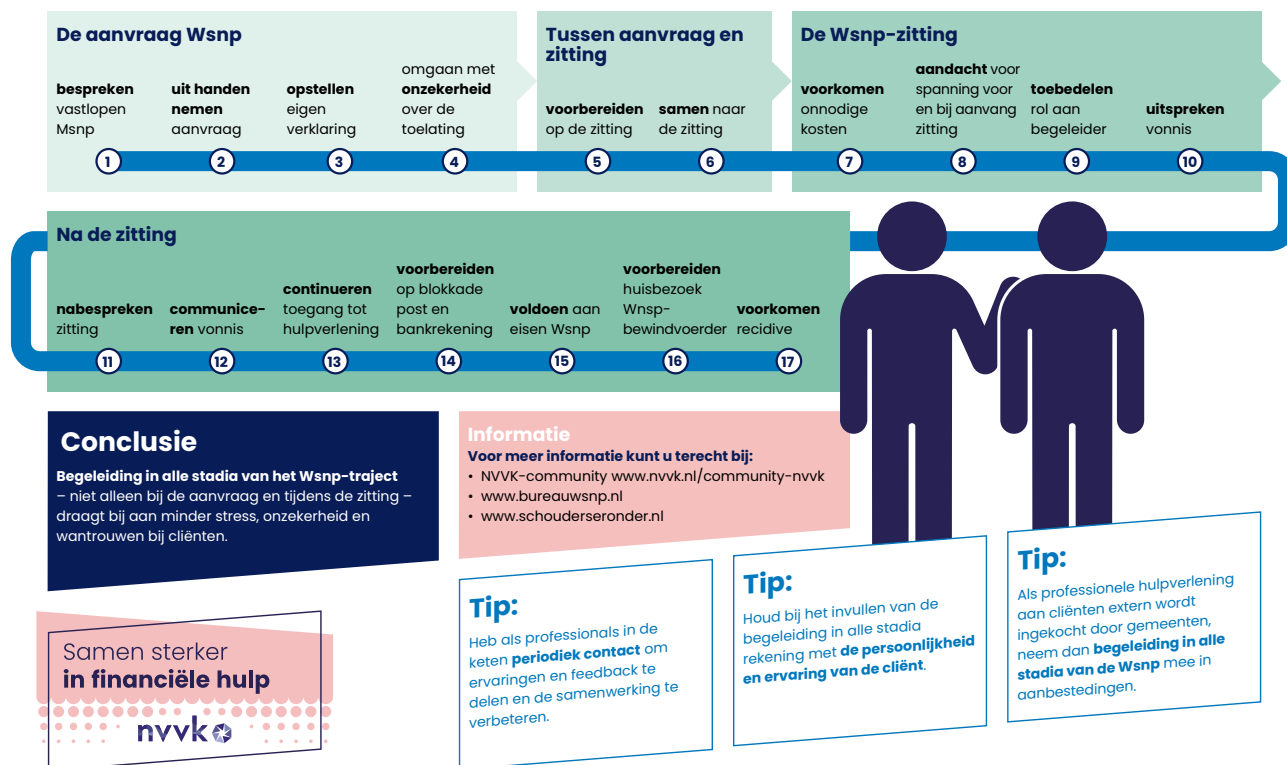 De aanvraag Wsnp
bespreken
vastlopen
Msnp
1
uit handen
nemen
aanvraag
2
opstellen
eigen
verklaring
3
omgaan met
onzekerheid
over de
toelating
4
Tussen aanvraag en
zitting
voorbereiden
op de zitting
5
samen naar
de zitting
6
De Wsnp-zitting
voorkomen
onnodige
kosten
7
aandacht voor
spanning voor
en bij aanvang
zitting
8
toebedelen
rol aan
begeleider
9
uitspreken
vonnis
10
Na de zitting
nabespreken
zitting
11
communice-
ren vonnis
12
continueren
toegang tot
hulpverlening
13
voorbereiden
op blokkade
post en
bankrekening
14
voldoen aan
eisen Wsnp
15
voorbereiden
huisbezoek
Wnsp-
bewindvoerder
16
voorkomen
recidive
17
Conclusie
Begeleiding in alle stadia van het Wsnp-traject
– niet alleen bij de aanvraag en tijdens de zitting –
draagt bij aan minder stress, onzekerheid en
wantrouwen bij cliënten.
Informatie
Voor meer informatie kunt u terecht bij:
• NVVK-community www.nvvk.nl/community-nvvk
• www.bureauwsnp.nl
• www.schouderseronder.nl
Tip:
Heb als professionals in de
keten periodiek contact om
ervaringen en feedback te
delen en de samenwerking te
verbeteren.
Tip:
Houd bij het invullen van de
begeleiding in alle stadia
rekening met de persoonlijkheid
en ervaring van de cliënt.
Tip:
Als professionele hulpverlening
aan cliënten extern wordt
ingekocht door gemeenten,
neem dan begeleiding in alle
stadia van de Wsnp mee in
aanbestedingen.
Samen sterker
in financiële hulp
nvvk